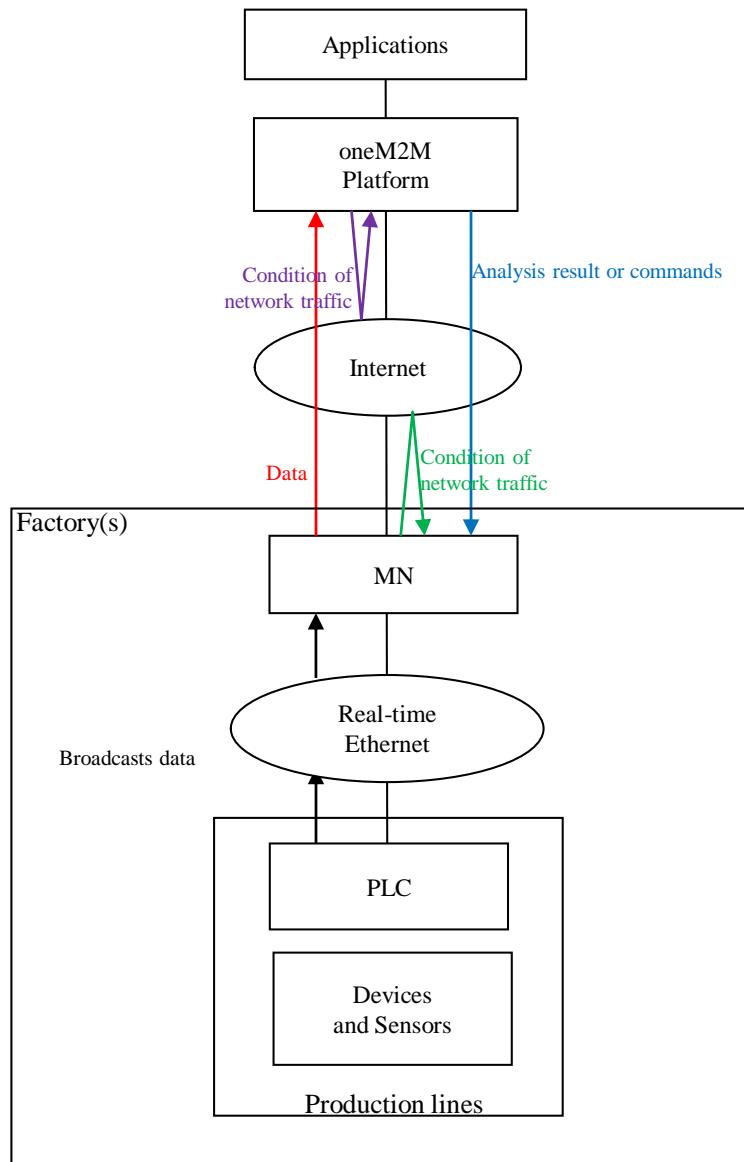 Applications
oneM2M
Platform
Condition of
network traffic
Analysis result or commands
Internet
Data
Condition of
network traffic
Factory(s)
MN
Real-time
Ethernet
Broadcasts data
PLC
Devices
and Sensors
Production lines